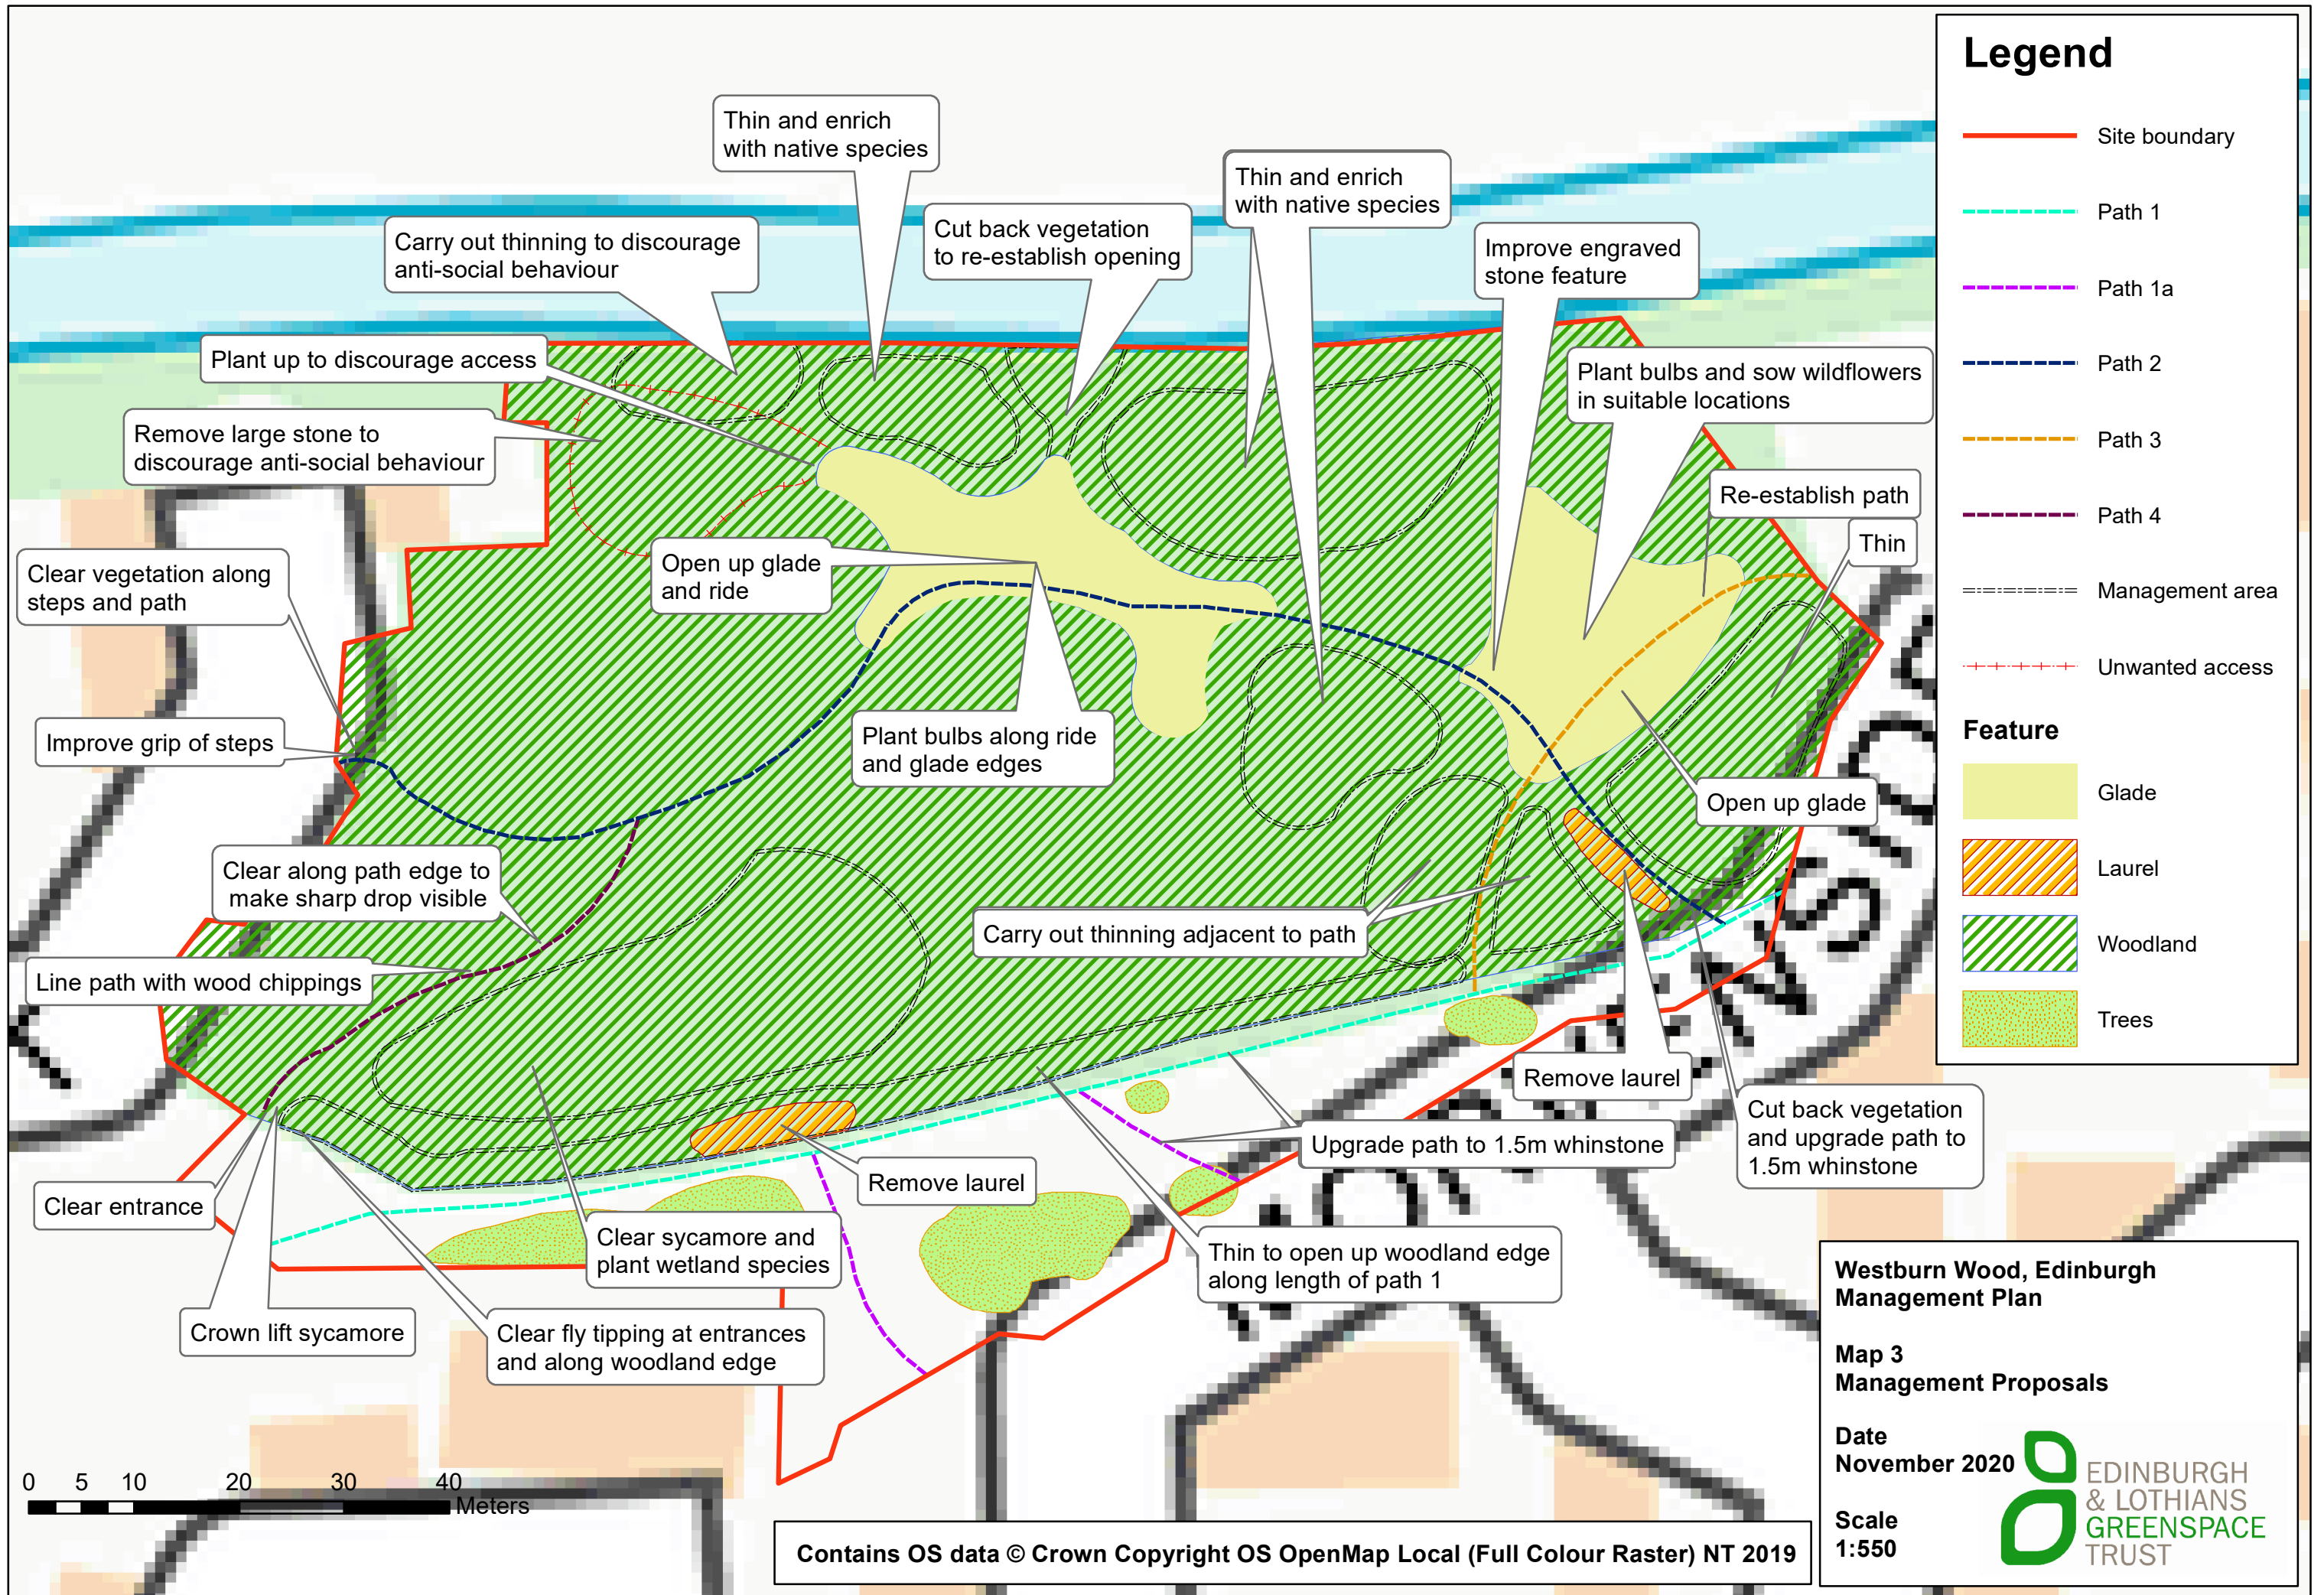 Thin and enrich
with native species
Thin and enrich
with native species
Carry out thinning to discourage
anti-social behaviour
Cut back vegetation
to re-establish opening
Improve engraved
stone feature
Plant up to discourage access
Plant bulbs and sow wildflowers
in suitable locations
Remove large stone to
discourage anti-social behaviour
Re-establish path
Thin
Clear vegetation along
steps and path
Open up glade
and ride
Improve grip of steps
Plant bulbs along ride
and glade edges
Open up glade
Clear along path edge to
make sharp drop visible
Carry out thinning adjacent to path
Line path with wood chippings
Remove laurel
Cut back vegetation
and upgrade path to
1.5m whinstone
Upgrade path to 1.5m whinstone
Clear entrance
Remove laurel
Clear sycamore and
plant wetland species
Thin to open up woodland edge
along length of path 1
Crown lift sycamore
Clear fly tipping at entrances
and along woodland edge
0 5 10 20 30 40
Meters
Legend
Site boundary
Path 1
Path 1a
Path 2
Path 3
Path 4
Management area
Unwanted access
Feature
Glade
Laurel
Woodland
Trees
Westburn Wood, Edinburgh
Management Plan
Map 3
Management Proposals
Date
November 2020
Scale
1:550
EDINBURGH
& LOTHIANS
GREENSPACE
TRUST
Contains OS data © Crown Copyright OS OpenMap Local (Full Colour Raster) NT 2019